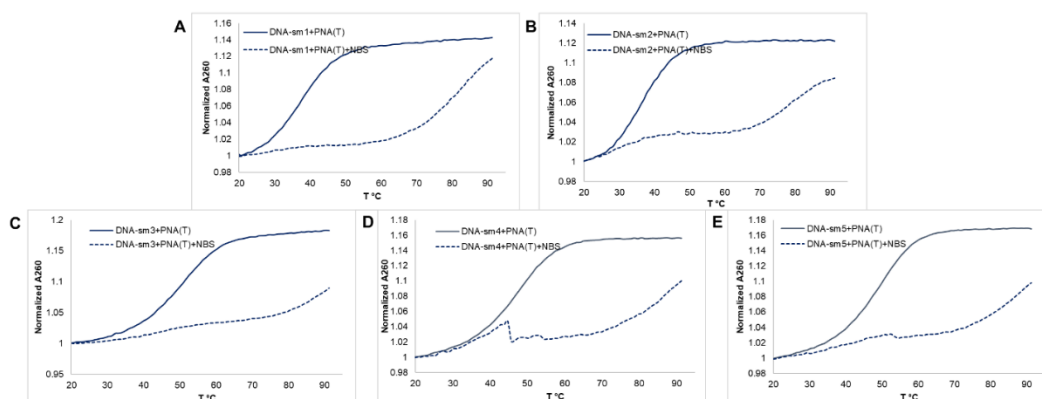 A
DNA-sm1+PNA(T)
DNA-sm1+PNA(T)+NBS
Normalized A260
1.16
1.14
1.12
1.1
1.08
1.06
1.04
1.02
1
0.98
20 30 40 50 60 70 80 90
T ºC
B
DNA-sm2+PNA(T)
DNA-sm2+PNA(T)+NBS
Normalized A260
1.14
1.12
1.1
1.08
1.06
1.04
1.02
1
0.98
20 30 40 50 60 70 80 90
T ºC
C
DNA-sm3+PNA(T)
DNA-sm3+PNA(T)+NBS
Normalized A260
1.2
1.15
1.1
1.05
1
0.95
20 30 40 50 60 70 80 90
T ºC
D
DNA-sm4+PNA(T)
DNA-sm4+PNA(T)+NBS
Normalized A260
1.18
1.16
1.14
1.12
1.1
1.08
1.06
1.04
1.02
1
0.98
20 30 40 50 60 70 80 90
T ºC
E
DNA-sm5+PNA(T)
DNA-sm5+PNA(T)+NBS
Normalized A260
1.18
1.16
1.14
1.12
1.1
1.08
1.06
1.04
1.02
1
0.98
20 30 40 50 60 70 80 90
T ºC